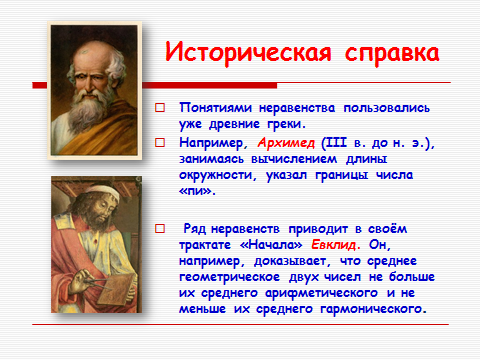 Историческая справка
Понятиями неравенства пользовались
уже древние греки.
Например, Архимед (III в. до н. э.),
занимаясь вычислением длины
окружности, указал границы числа
«пи».
Ряд неравенств приводит в своём
трактате «Начала» Евклид. Он,
например, доказывает, что среднее
геометрическое двух чисел не больше
их среднего арифметического и не
меньше их среднего гармонического.